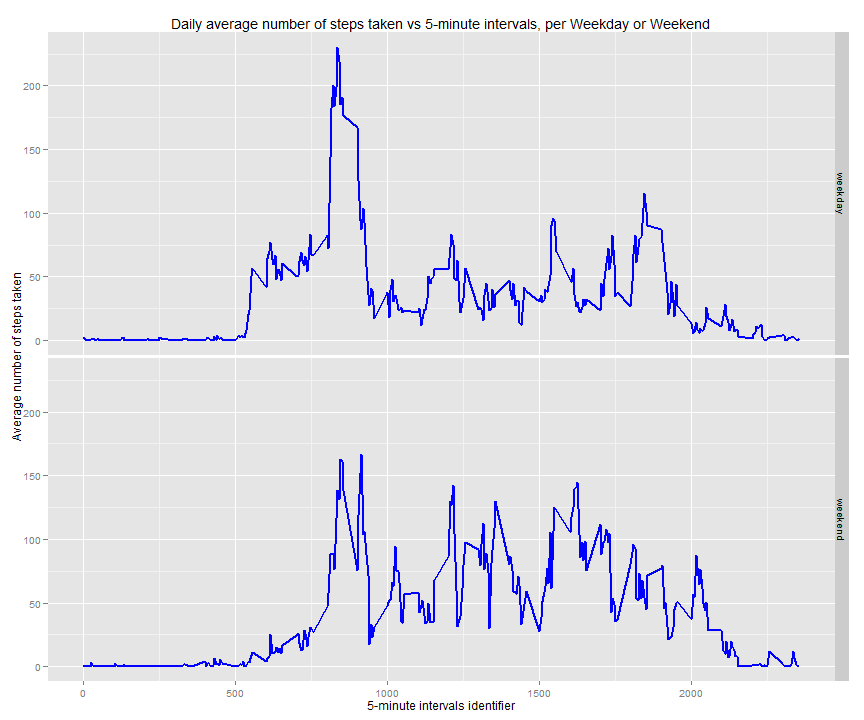 Daily average number of steps taken vs 5-minute intervals, per Weekday or Weekend
Average number of steps taken
200
150
100
50
0
weekday
200
150
100
50
0
weekend
0 500 1000 1500 2000
5-minute intervals identifier